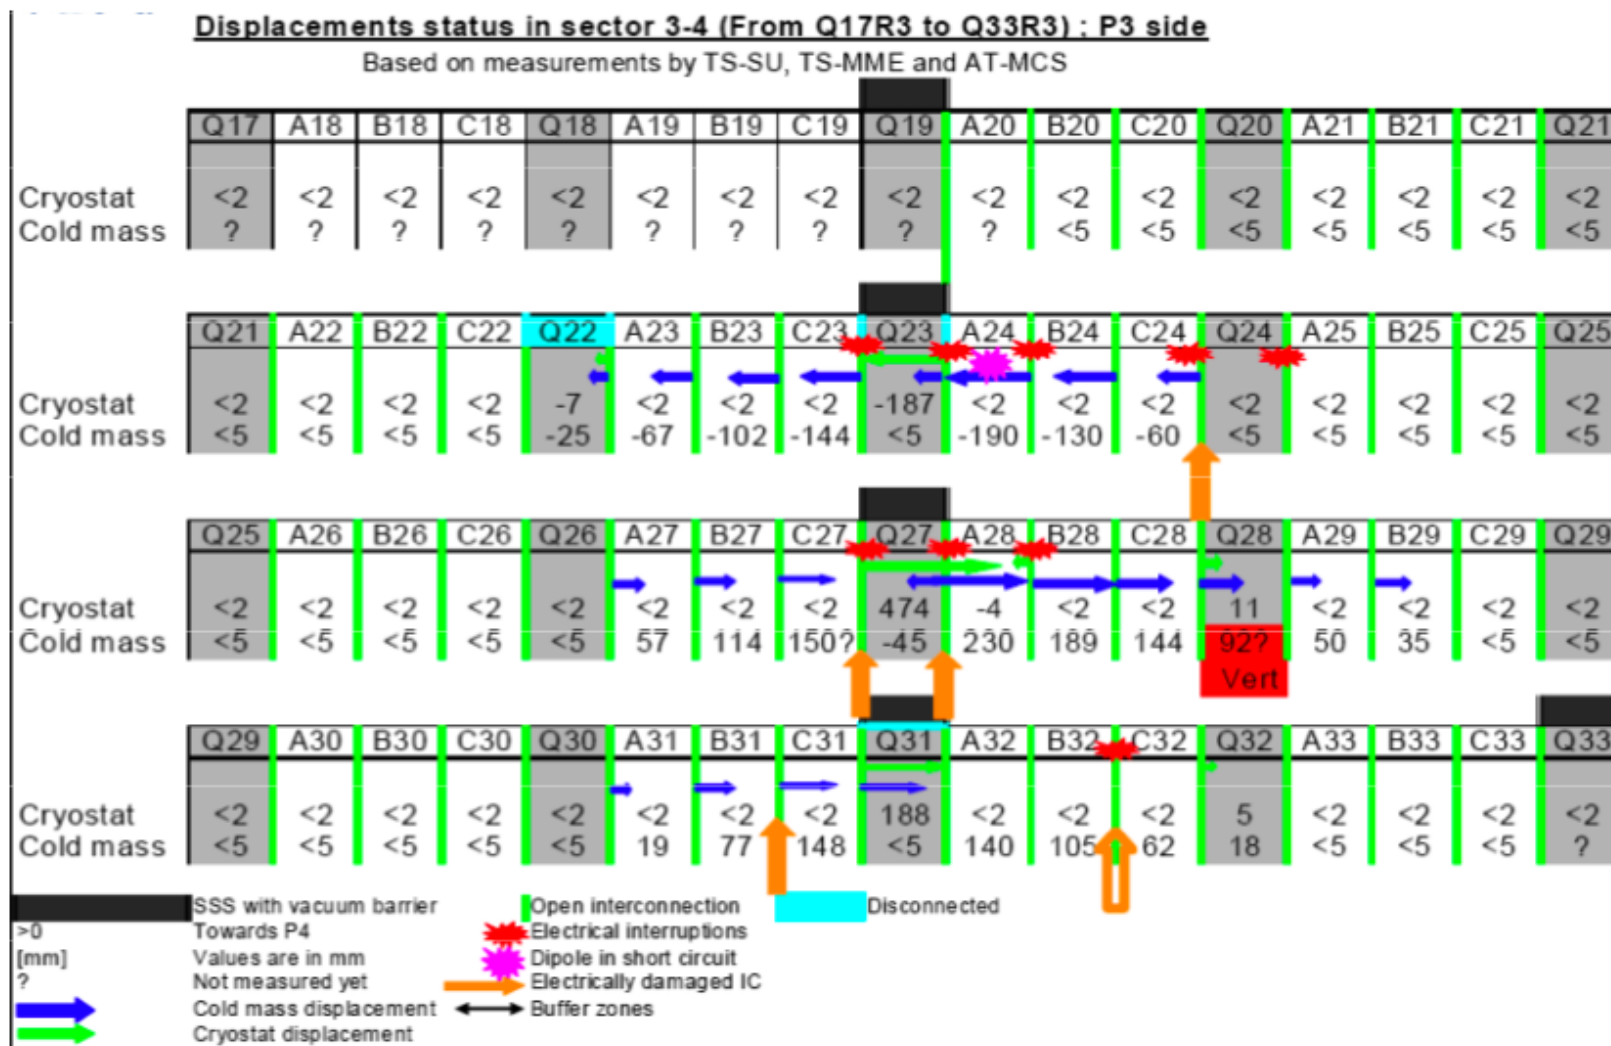 Displacements status in sector 3-4 (From Q17R3 to Q33R3) : P3 side
Based on measurements by TS-SU, TS-MME and AT-MCS
Q17 A18 B18 C18 Q18 A19 B19 C19 Q19 A20 B20 C20 Q20 A21 B21 C21 Q21
Cryostat <2 <2 <2 <2 <2 <2 <2 <2 <2 <2 <2 <2 <2 <2 <2 <2 <2
Cold mass ? ? ? ? ? ? ? ? ? ? <5 <5 <5 <5 <5 <5 <5
Q21 A22 B22 C22 Q22 A23 B23 C23 Q23 A24 B24 C24 Q24 A25 B25 C25 Q25
Cryostat <2 <2 <2 <2 -7 <2 <2 <2 -187 <2 <2 <2 <2 <2 <2 <2 <2
Cold mass <5 <5 <5 <5 -25 -67 -102 -144 <5 -190 -130 -60 <5 <5 <5 <5 <5
Q25 A26 B26 C26 Q26 A27 B27 C27 Q27 A28 B28 C28 Q28 A29 B29 C29 Q29
Cryostat <2 <2 <2 <2 <2 <2 <2 <2 474 -4 <2 <2 11 <2 <2 <2 <2
Cold mass <5 <5 <5 <5 <5 57 114 150? -45 230 189 144 92? 50 35 <5 <5
Vert
Q29 A30 B30 C30 Q30 A31 B31 C31 Q31 A32 B32 C32 Q32 A33 B33 C33 Q33
Cryostat <2 <2 <2 <2 <2 <2 <2 <2 188 <2 <2 <2 5 <2 <2 <2 <2
Cold mass <5 <5 <5 <5 <5 19 77 148 <5 140 105 62 18 <5 <5 <5 ?
SSS with vacuum barrier Open interconnection Disconnected
>0 Towards P4 Electrical interruptions
[mm] Values are in mm Dipole in short circuit
? Not measured yet Electrically damaged IC
Cold mass displacement Buffer zones
Cryostat displacement